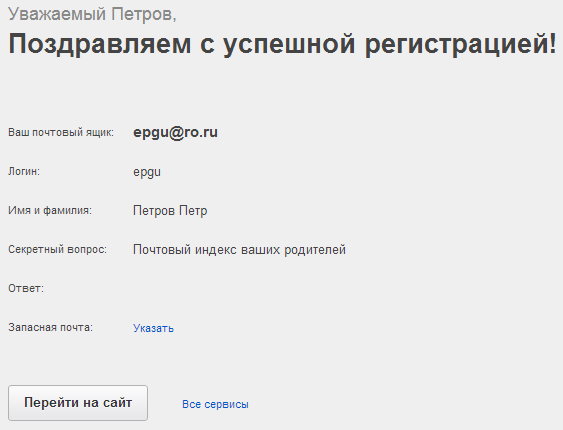 Уважаемый Петров,
Поздравляем с успешной регистрацией!
Ваш почтовый ящик: epgu@ro.ru
Логин: epgu
Имя и фамилия: Петров Петр
Секретный вопрос: Почтовый индекс ваших родителей
Ответ:
Запасная почта: Указать
Перейти на сайт Все сервисы